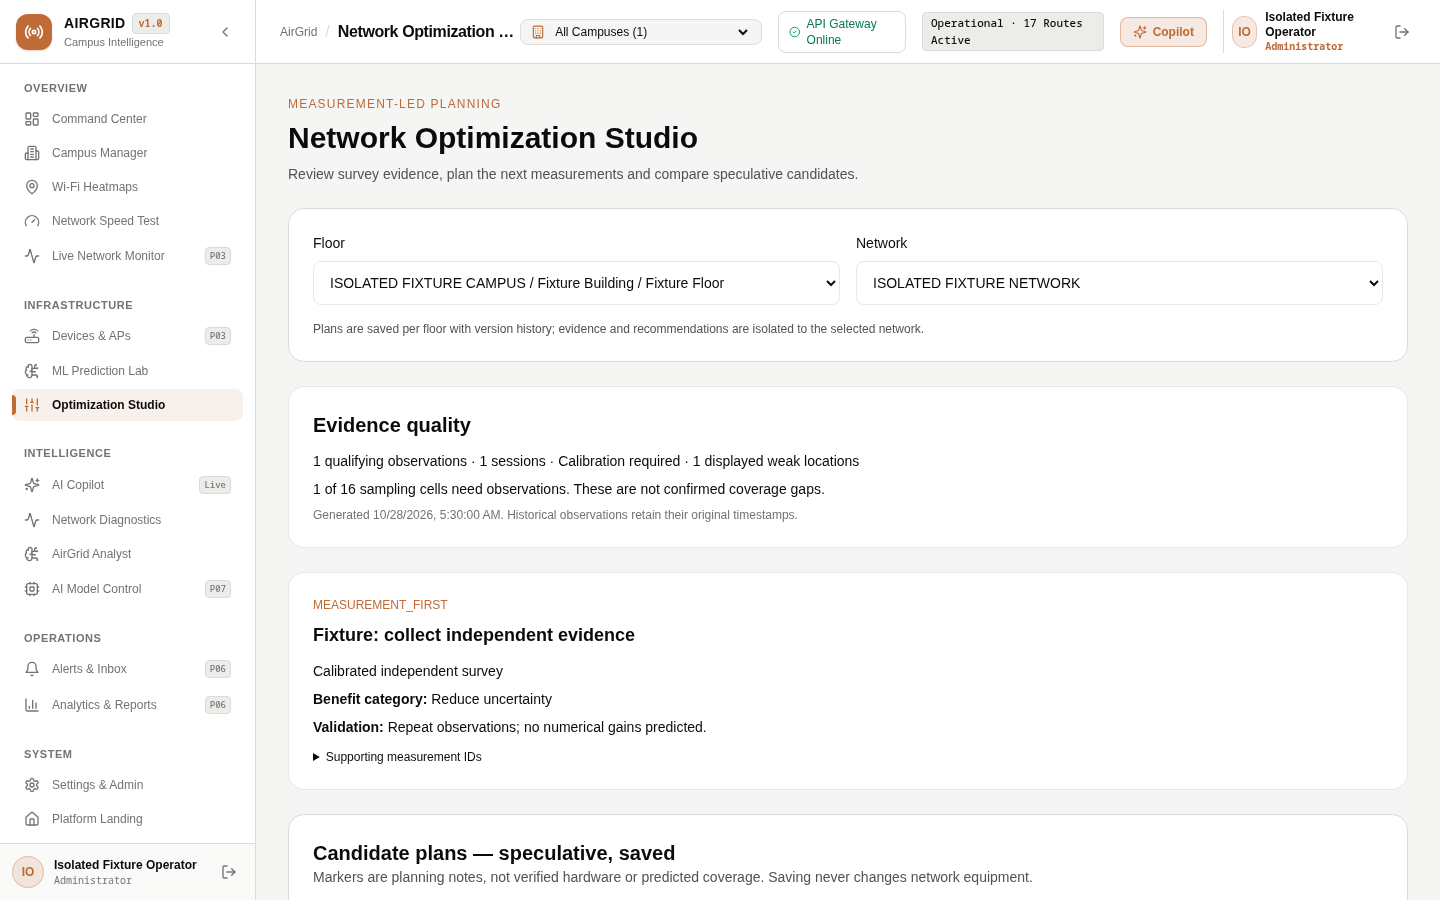 AIRGRID v1.0
Campus Intelligence
OVERVIEW
Command Center
Campus Manager
Wi-Fi Heatmaps
Network Speed Test
Live Network Monitor P03
INFRASTRUCTURE
Devices & APs P03
ML Prediction Lab
Optimization Studio
INTELLIGENCE
AI Copilot Live
Network Diagnostics
AirGrid Analyst
AI Model Control P07
OPERATIONS
Alerts & Inbox P06
Analytics & Reports P06
SYSTEM
Settings & Admin
Platform Landing
IO Isolated Fixture Operator
Administrator
AirGrid / Network Optimization ...
All Campuses (1)
API Gateway
Online
Operational · 17 Routes
Active
Copilot
IO
Isolated Fixture
Operator
Administrator
MEASUREMENT-LED PLANNING
Network Optimization Studio
Review survey evidence, plan the next measurements and compare speculative candidates.
Floor
ISOLATED FIXTURE CAMPUS / Fixture Building / Fixture Floor
Network
ISOLATED FIXTURE NETWORK
Plans are saved per floor with version history; evidence and recommendations are isolated to the selected network.
Evidence quality
1 qualifying observations · 1 sessions · Calibration required · 1 displayed weak locations
1 of 16 sampling cells need observations. These are not confirmed coverage gaps.
Generated 10/28/2026, 5:30:00 AM. Historical observations retain their original timestamps.
MEASUREMENT_FIRST
Fixture: collect independent evidence
Calibrated independent survey
Benefit category: Reduce uncertainty
Validation: Repeat observations; no numerical gains predicted.
Supporting measurement IDs
Candidate plans — speculative, saved
Markers are planning notes, not verified hardware or predicted coverage. Saving never changes network equipment.